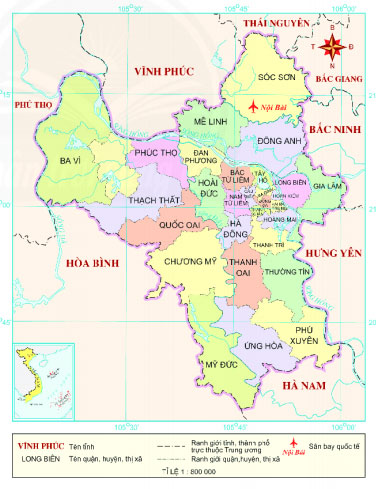 105°30'
105°45'
106°00'
THÁI NGUYÊN
B
T
Đ
N
VĨNH PHÚC
SÓC SƠN
BẮC GIANG
Nội Bài
PHÚ THỌ
MÊ LINH
BẮC NINH
ĐÔNG ANH
BA VÌ
PHÚC THỌ
ĐAN
PHƯỢNG
BẮC
TỪ LIÊM
TÂY
HỒ
LONG BIÊN
GIA LÂM
HOÀI
ĐỨC
THẠCH THẤT
NAM
TỪ LIÊM
HOÀNG MAI
QUỐC OAI
HÀ
ĐÔNG
THANH TRÌ
HƯNG YÊN
HÒA BÌNH
CHƯƠNG MỸ
THANH
OAI
THƯỜNG TÍN
PHÚ
XUYÊN
ỨNG HÒA
MỸ ĐỨC
HÀ NAM
105°30'
105°45'
106°00'
VĨNH PHÚC Tên tỉnh
LONG BIÊN Tên quận, huyện, thị xã
Ranh giới tỉnh, thành phố
trực thuộc Trung ương
Ranh giới quận,huyện, thị xã
Nội Bài
Sân bay quốc tế
TỈ LỆ 1 : 800 000